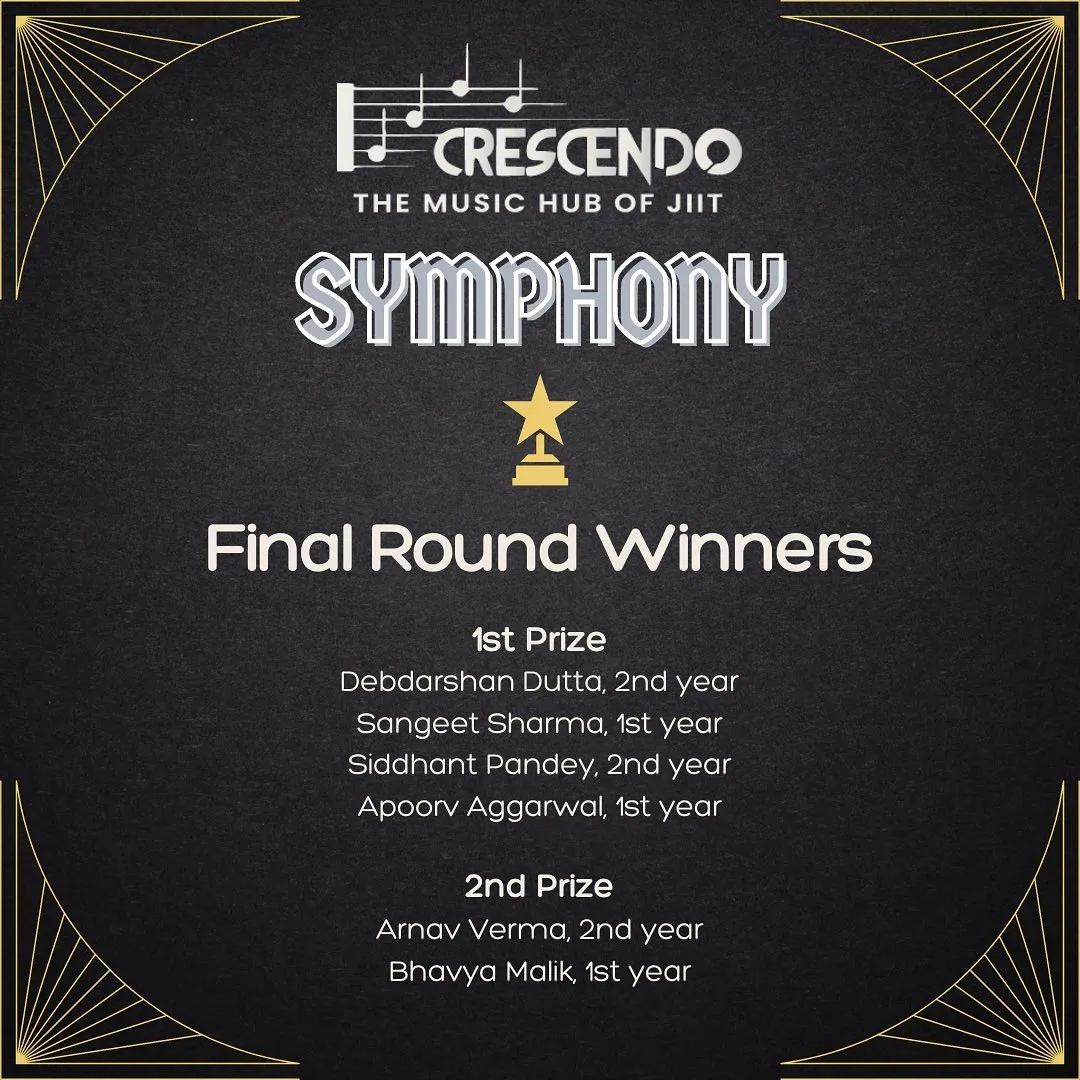 CRESCENDO
THE MUSIC HUB OF JIIT
SYMPHONY
Final Round Winners
1st Prize
Debdarshan Dutta, 2nd year
Sangeet Sharma, 1st year
Siddhant Pandey, 2nd year
Apoorv Aggarwal, 1st year
2nd Prize
Arnav Verma, 2nd year
Bhavya Malik, 1st year